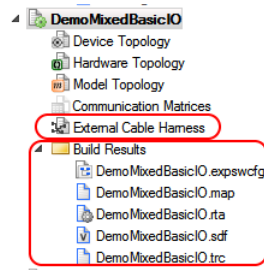 DemoMixedBasicIO
Device Topology
Hardware Topology
Model Topology
Communication Matrices
External Cable Harness
Build Results
DemoMixedBasicIO.expswcfg
DemoMixedBasicIO.map
DemoMixedBasicIO.rta
DemoMixedBasicIO.sdf
DemoMixedBasicIO.trc